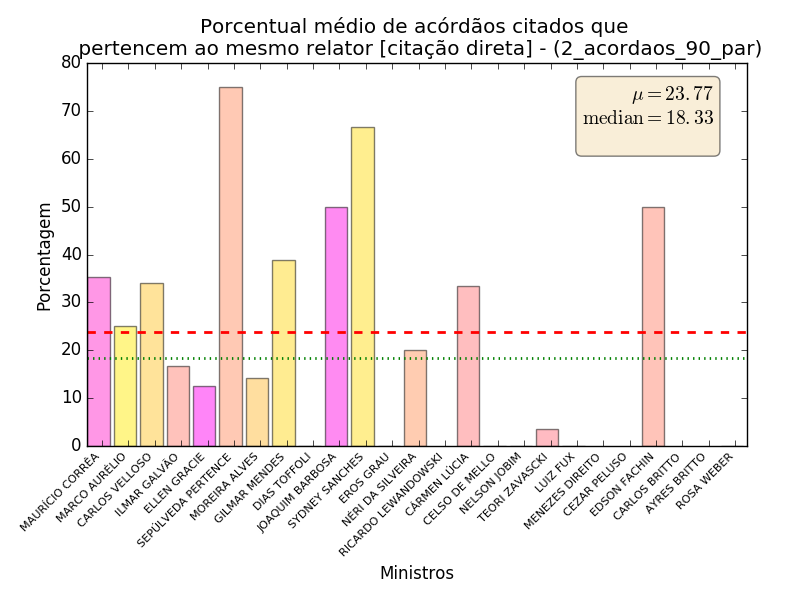 Porcentual médio de acórdãos citados que
pertencem ao mesmo relator [citação direta] - (2_acordaos_90_par)
μ = 23.77
median = 18.33
80
70
60
50
40
30
20
10
0
Porcentagem
MAURÍCIO CORRÊA
MARCO AURÉLIO
CARLOS VELLOSO
ILMAR GALVÃO
ELLEN GRACIE
SEPÚLVEDA PERTENCE
MOREIRA ALVES
GILMAR MENDES
DIAS TOFFOLI
JOAQUIM BARBOSA
SYDNEY SANCHES
EROS GRAU
NÉRI DA SILVEIRA
RICARDO LEWANDOWSKI
CÁRMEN LÚCIA
CELSO DE MELLO
NELSON JOBIM
TEORI ZAVASCKI
LUIZ FUX
MENEZES DIREITO
CEZAR PELUSO
EDSON FACHIN
CARLOS BRITTO
AYRES BRITTO
ROSA WEBER
Ministros